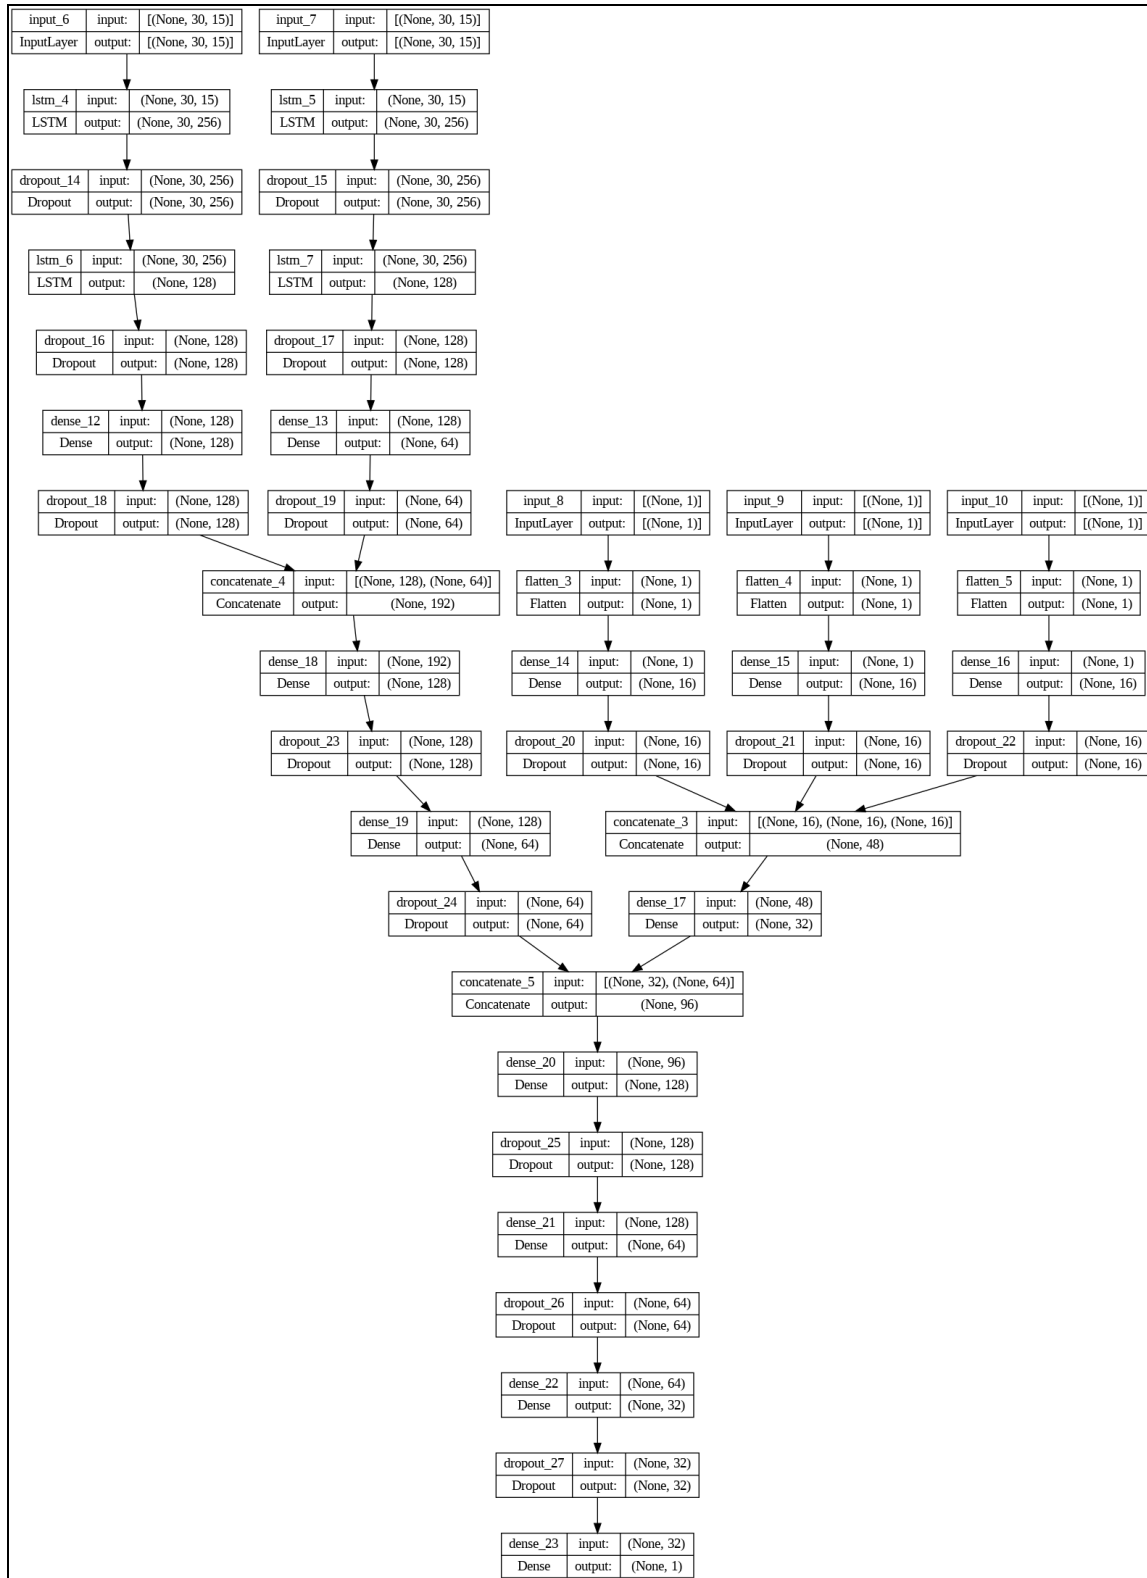 input_6 input: [(None, 30, 15)]
InputLayer output: [(None, 30, 15)]
input_7 input: [(None, 30, 15)]
InputLayer output: [(None, 30, 15)]
lstm_4 input: (None, 30, 15)
LSTM output: (None, 30, 256)
lstm_5 input: (None, 30, 15)
LSTM output: (None, 30, 256)
dropout_14 input: (None, 30, 256)
Dropout output: (None, 30, 256)
dropout_15 input: (None, 30, 256)
Dropout output: (None, 30, 256)
lstm_6 input: (None, 30, 256)
LSTM output: (None, 128)
lstm_7 input: (None, 30, 256)
LSTM output: (None, 128)
dropout_16 input: (None, 128)
Dropout output: (None, 128)
dropout_17 input: (None, 128)
Dropout output: (None, 128)
dense_12 input: (None, 128)
Dense output: (None, 128)
dense_13 input: (None, 128)
Dense output: (None, 64)
dropout_18 input: (None, 128)
Dropout output: (None, 128)
dropout_19 input: (None, 64)
Dropout output: (None, 64)
input_8 input: [(None, 1)]
InputLayer output: [(None, 1)]
input_9 input: [(None, 1)]
InputLayer output: [(None, 1)]
input_10 input: [(None, 1)]
InputLayer output: [(None, 1)]
concatenate_4 input: [(None, 128), (None, 64)]
Concatenate output: (None, 192)
flatten_3 input: (None, 1)
Flatten output: (None, 1)
flatten_4 input: (None, 1)
Flatten output: (None, 1)
flatten_5 input: (None, 1)
Flatten output: (None, 1)
dense_18 input: (None, 192)
Dense output: (None, 128)
dense_14 input: (None, 1)
Dense output: (None, 16)
dense_15 input: (None, 1)
Dense output: (None, 16)
dense_16 input: (None, 1)
Dense output: (None, 16)
dropout_23 input: (None, 128)
Dropout output: (None, 128)
dropout_20 input: (None, 16)
Dropout output: (None, 16)
dropout_21 input: (None, 16)
Dropout output: (None, 16)
dropout_22 input: (None, 16)
Dropout output: (None, 16)
dense_19 input: (None, 128)
Dense output: (None, 64)
concatenate_3 input: [(None, 16), (None, 16), (None, 16)]
Concatenate output: (None, 48)
dropout_24 input: (None, 64)
Dropout output: (None, 64)
dense_17 input: (None, 48)
Dense output: (None, 32)
concatenate_5 input: [(None, 32), (None, 64)]
Concatenate output: (None, 96)
dense_20 input: (None, 96)
Dense output: (None, 128)
dropout_25 input: (None, 128)
Dropout output: (None, 128)
dense_21 input: (None, 128)
Dense output: (None, 64)
dropout_26 input: (None, 64)
Dropout output: (None, 64)
dense_22 input: (None, 64)
Dense output: (None, 32)
dropout_27 input: (None, 32)
Dropout output: (None, 32)
dense_23 input: (None, 32)
Dense output: (None, 1)